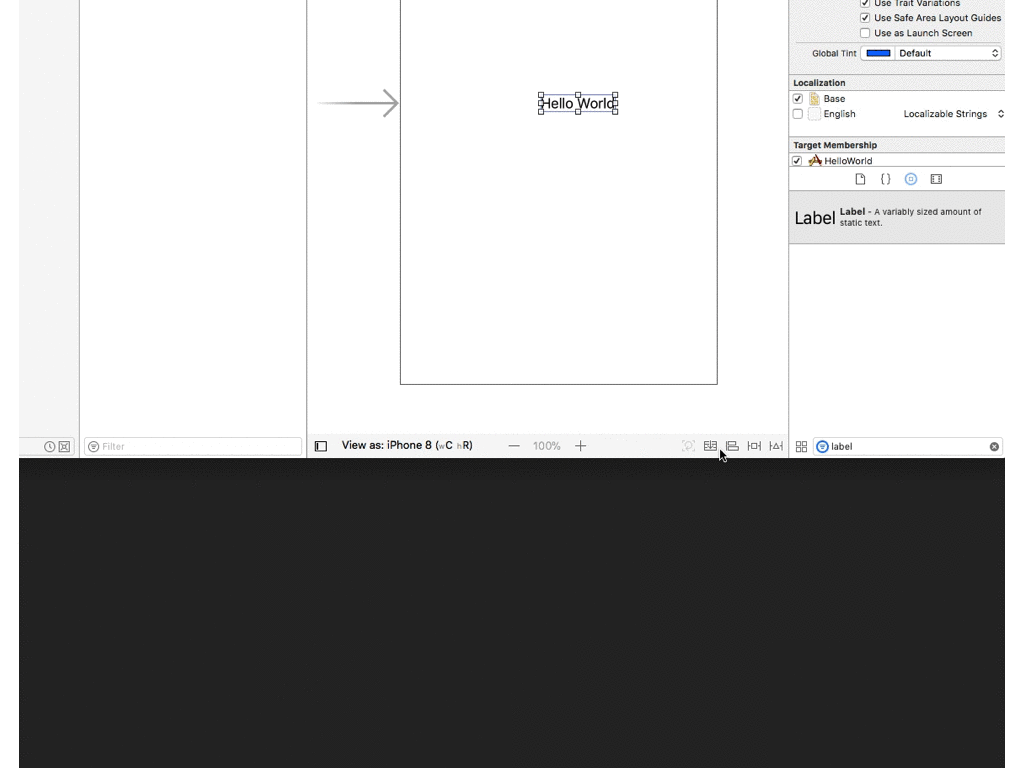 Use Trait Variations
Use Safe Area Layout Guides
Use as Launch Screen
Global Tint Default
Localization
Base
English Localizable Strings
Target Membership
HelloWorld
Hello World
Label Label - A variably sized amount of
static text.
Filter
View as: iPhone 8 (wC hR) 100%
label